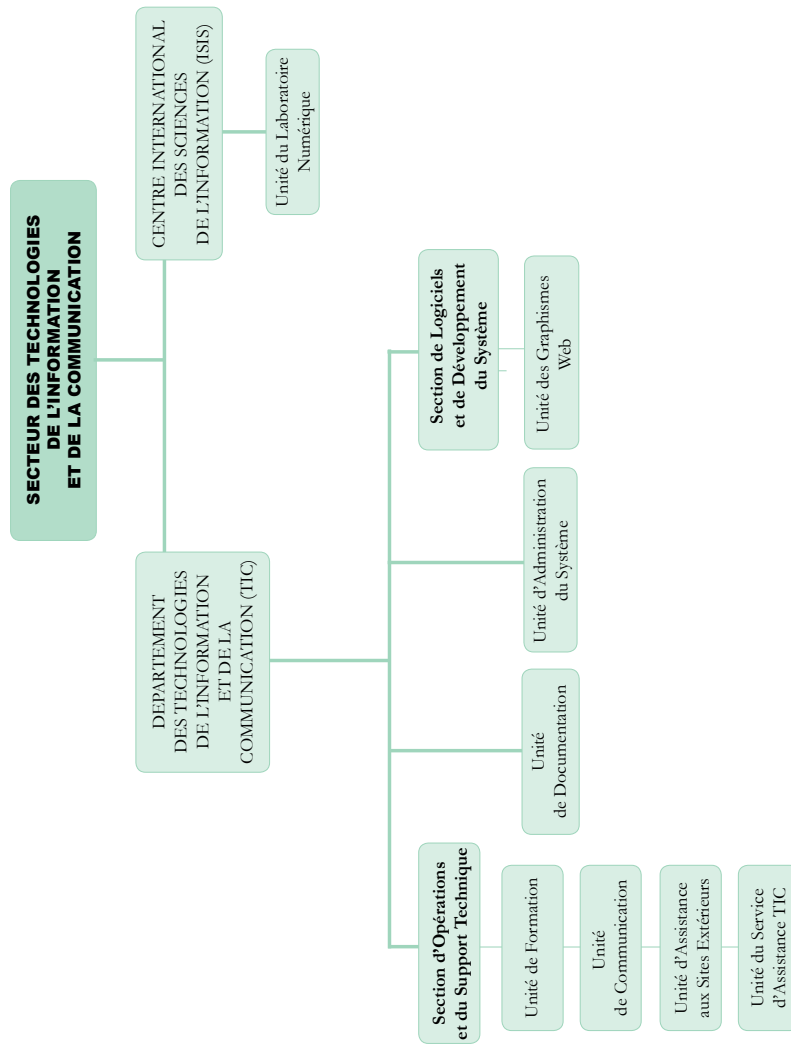 SECTEUR DES TECHNOLOGIES
DE L'INFORMATION
ET DE LA COMMUNICATION
DEPARTEMENT
DES TECHNOLOGIES
DE L'INFORMATION
ET DE LA
COMMUNICATION (TIC)
CENTRE INTERNATIONAL
DES SCIENCES
DE L'INFORMATION (ISIS)
Unité du Laboratoire
Numérique
Section d'Opérations
et du Support Technique
Unité de Formation
Unité
de Communication
Unité d'Assistance
aux Sites Extérieurs
Unité du Service
d'Assistance TIC
Unité
de Documentation
Unité d'Administration
du Système
Section de Logiciels
et de Développement
du Système
Unité des Graphismes
Web